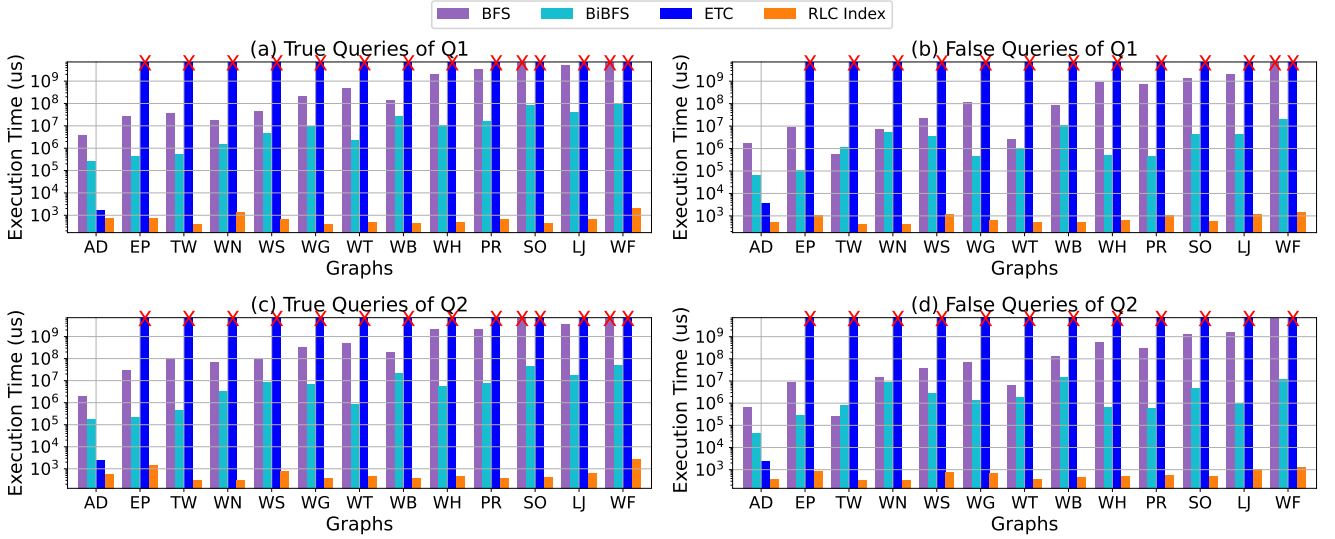 BFS BiBFS ETC RLC Index
(a) True Queries of Q1
Execution Time (us)
10^9
10^8
10^7
10^6
10^5
10^4
10^3
X X X X X X X X X X X X X X X
AD EP TW WN WS WG WT WB WH PR SO LJ WF
Graphs
(b) False Queries of Q1
Execution Time (us)
10^9
10^8
10^7
10^6
10^5
10^4
10^3
X X X X X X X X X X X X X
AD EP TW WN WS WG WT WB WH PR SO LJ WF
Graphs
(c) True Queries of Q2
Execution Time (us)
10^9
10^8
10^7
10^6
10^5
10^4
10^3
X X X X X X X X X X X X X X
AD EP TW WN WS WG WT WB WH PR SO LJ WF
Graphs
(d) False Queries of Q2
Execution Time (us)
10^9
10^8
10^7
10^6
10^5
10^4
10^3
X X X X X X X X X X X X
AD EP TW WN WS WG WT WB WH PR SO LJ WF
Graphs